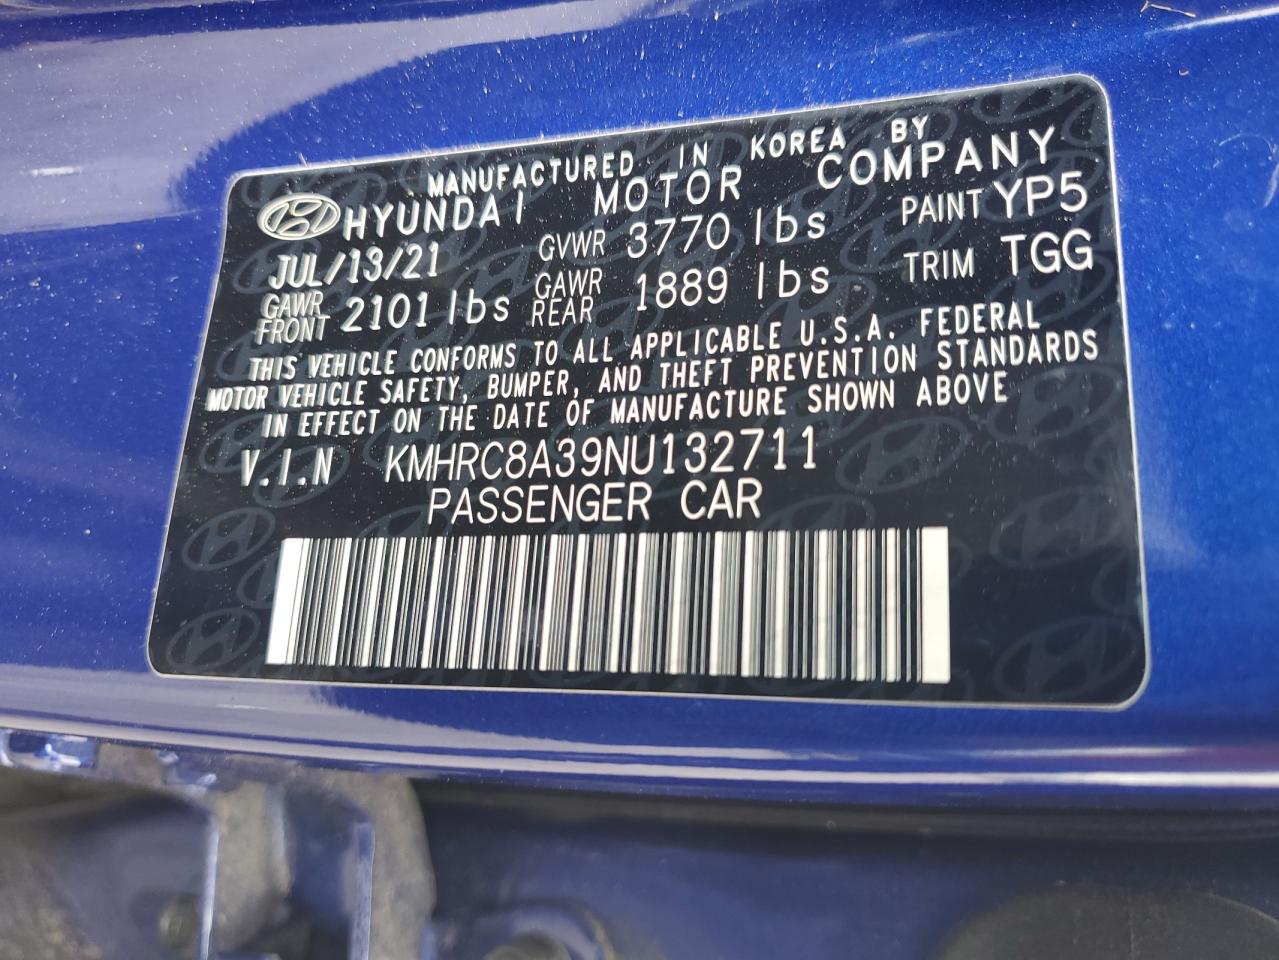 MANUFACTURED IN KOREA BY
HYUNDAI MOTOR COMPANY
JUL/13/21 GVWR 3770 lbs PAINT YP5
GAWR FRONT 2101 lbs GAWR REAR 1889 lbs TRIM TGG
THIS VEHICLE CONFORMS TO ALL APPLICABLE U.S.A. FEDERAL
MOTOR VEHICLE SAFETY, BUMPER, AND THEFT PREVENTION STANDARDS
IN EFFECT ON THE DATE OF MANUFACTURE SHOWN ABOVE
V.I.N KMHRC8A39NU132711
PASSENGER CAR